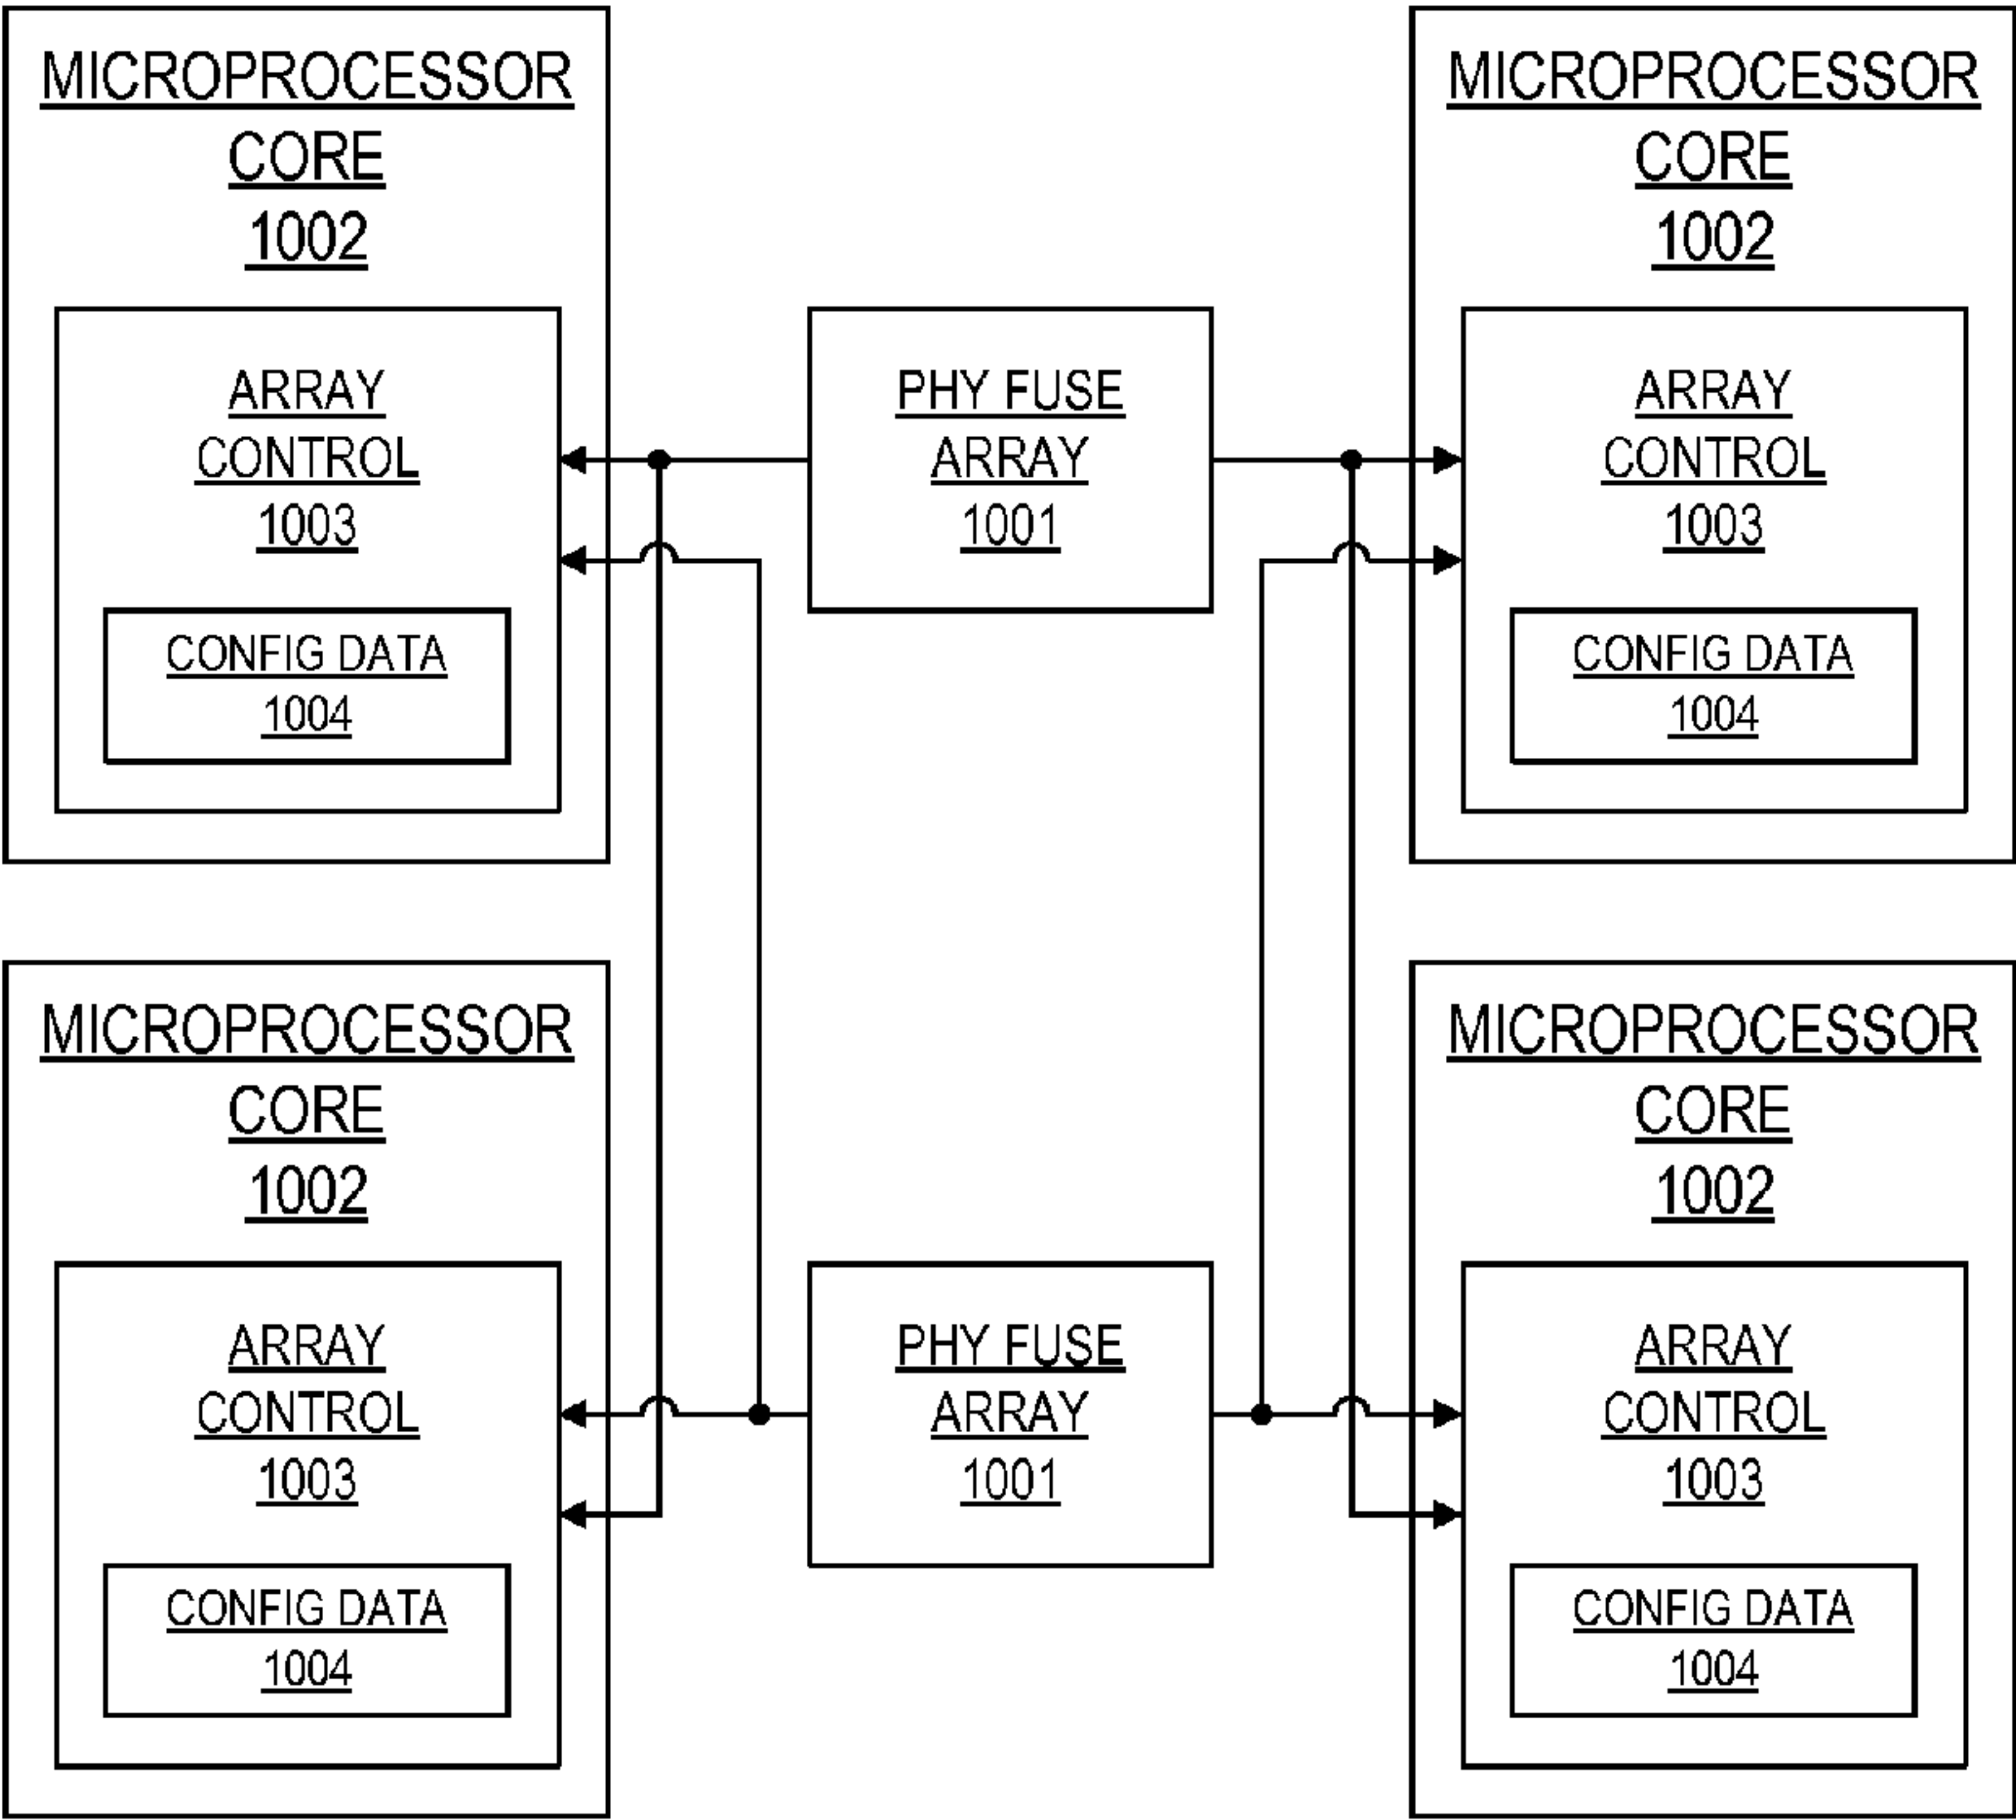 MICROPROCESSOR
CORE
1002
ARRAY
CONTROL
1003
CONFIG DATA
1004
PHY FUSE
ARRAY
1001
MICROPROCESSOR
CORE
1002
ARRAY
CONTROL
1003
CONFIG DATA
1004
MICROPROCESSOR
CORE
1002
ARRAY
CONTROL
1003
CONFIG DATA
1004
PHY FUSE
ARRAY
1001
MICROPROCESSOR
CORE
1002
ARRAY
CONTROL
1003
CONFIG DATA
1004